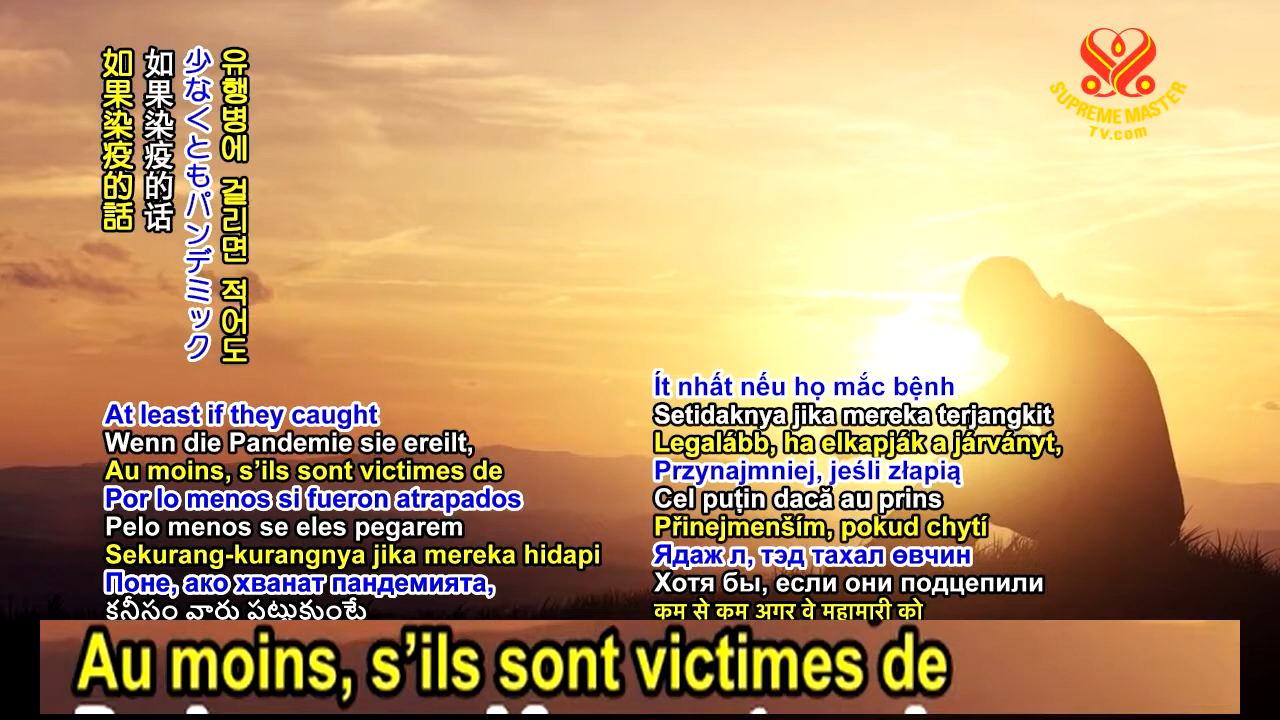 如果染疫的話
如果染疫的话
少なくともパンデミック
유행병에 걸리면 적어도
SUPREME MASTER
TV.com
At least if they caught
Wenn die Pandemie sie ereilt,
Au moins, s’ils sont victimes de
Por lo menos si fueron atrapados
Pelo menos se eles pegarem
Sekurang-kurangnya jika mereka hidapi
Поне, ако хванат пандемията,
కనీసం వారు పట్టుకుంటే
Ít nhất nếu họ mắc bệnh
Setidaknya jika mereka terjangkit
Legalább, ha elkapják a járványt,
Przynajmniej, jeśli złapią
Cel puțin dacă au prins
Přinejmenším, pokud chytí
Ядаж л, тэд тахал өвчин
Хотя бы, если они подцепили
कम से कम अगर वे महामारी को
Au moins, s’ils sont victimes de